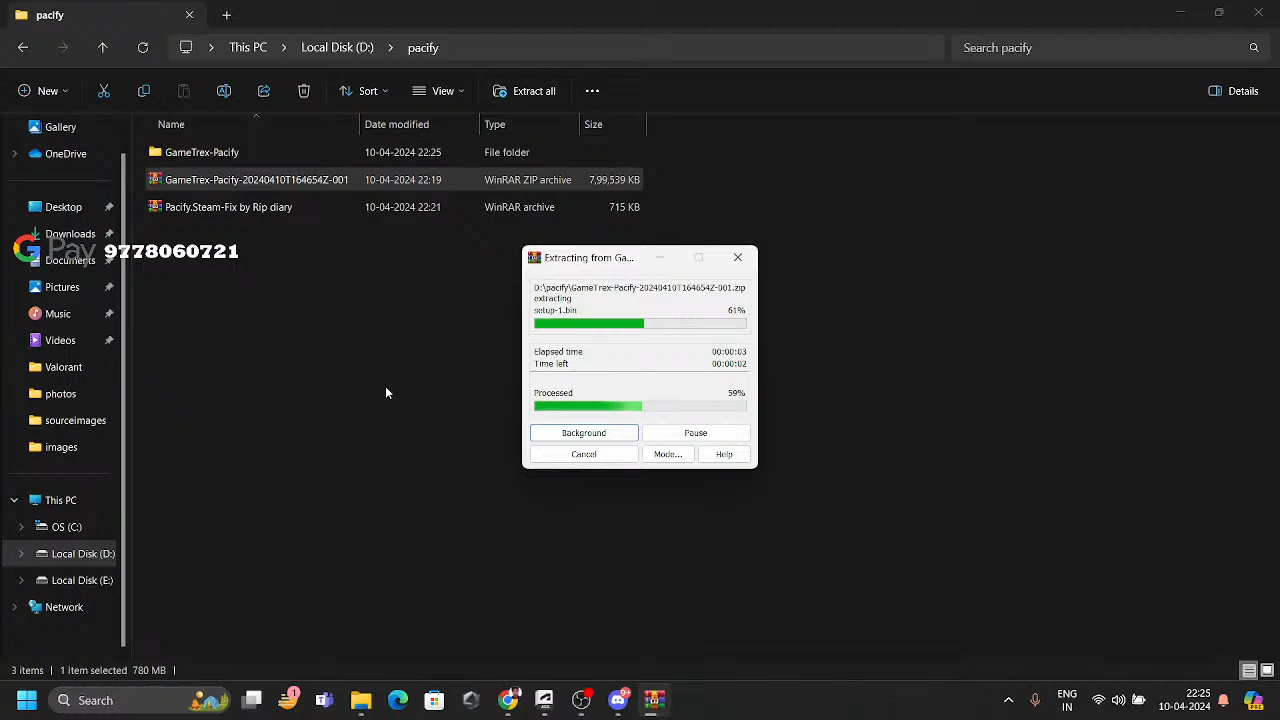 pacify
This PC
Local Disk (D:)
pacify
Search pacify
New
Sort
View
Extract all
Details
Name
Date modified
Type
Size
Gallery
OneDrive
Desktop
Downloads
Documents
Pictures
Music
Videos
Valorant
photos
sourceimages
images
This PC
OS (C:)
Local Disk (D:)
Local Disk (E:)
Network
GameTrex-Pacify 10-04-2024 22:25 File folder
GameTrex-Pacify-20240410T164654Z-001 10-04-2024 22:19 WinRAR ZIP archive 7,99,539 KB
Pacify.Steam-Fix by Rip diary 10-04-2024 22:21 WinRAR archive 715 KB
G Pay 9778060721
Extracting from Ga...
D:\pacify\GameTrex-Pacify-20240410T164654Z-001.zip
extracting
setup-1.bin 61%
Elapsed time 00:00:03
Time left 00:00:02
Processed 59%
Background
Pause
Cancel
Mode...
Help
3 items
1 item selected 780 MB
Search
ENG
IN
22:25
10-04-2024